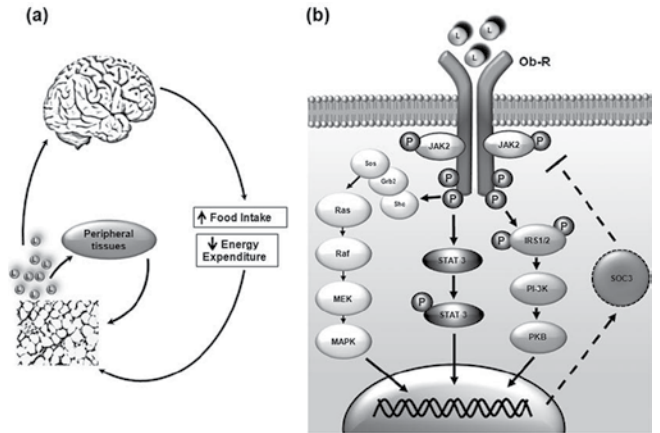 (a)
Food Intake
Energy
Expenditure
Peripheral
tissues
L
L
L
L
L
L
L
L
(b)
L
L
L
Ob-R
P
JAK2
JAK2
P
P
P
P
P
Sos
Grb2
Shc
Ras
Raf
MEK
MAPK
STAT 3
P
STAT 3
P
P
IRS1/2
PI3K
PKB
SOC3